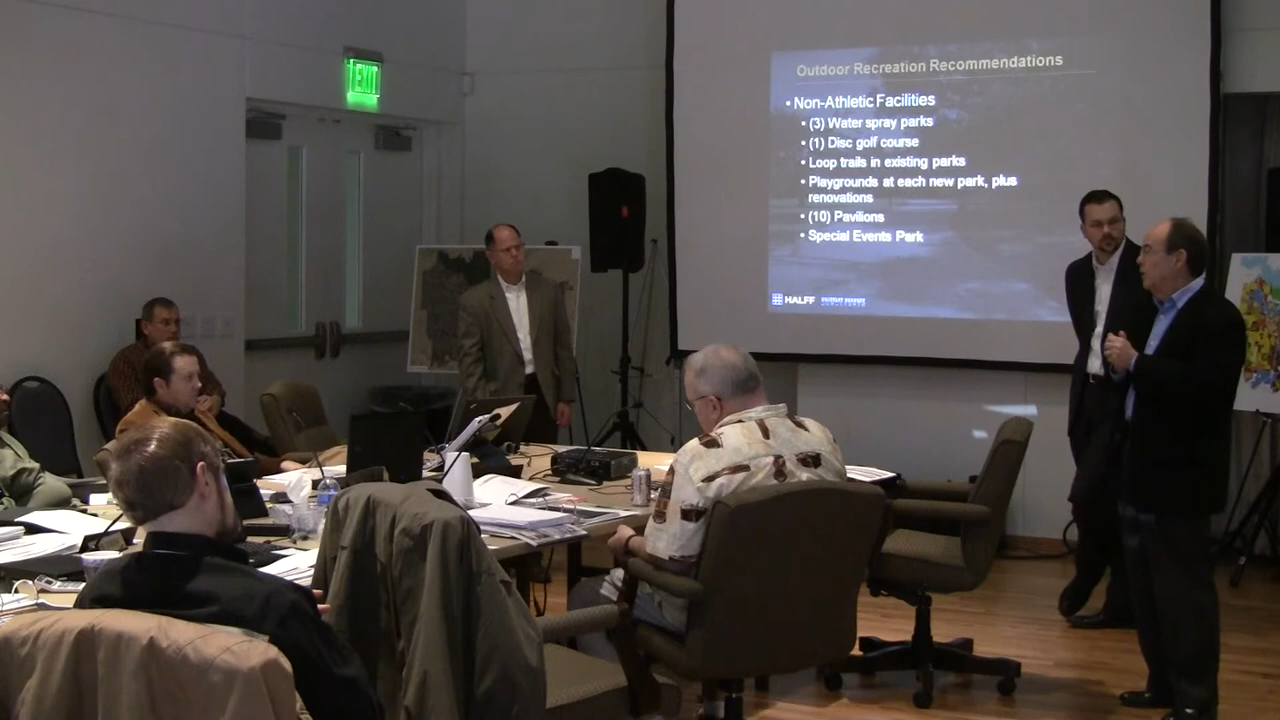 EXIT
Outdoor Recreation Recommendations
• Non-Athletic Facilities
• (3) Water spray parks
• (1) Disc golf course
• Loop trails in existing parks
• Playgrounds at each new park, plus
renovations
• (10) Pavilions
• Special Events Park
HALFF